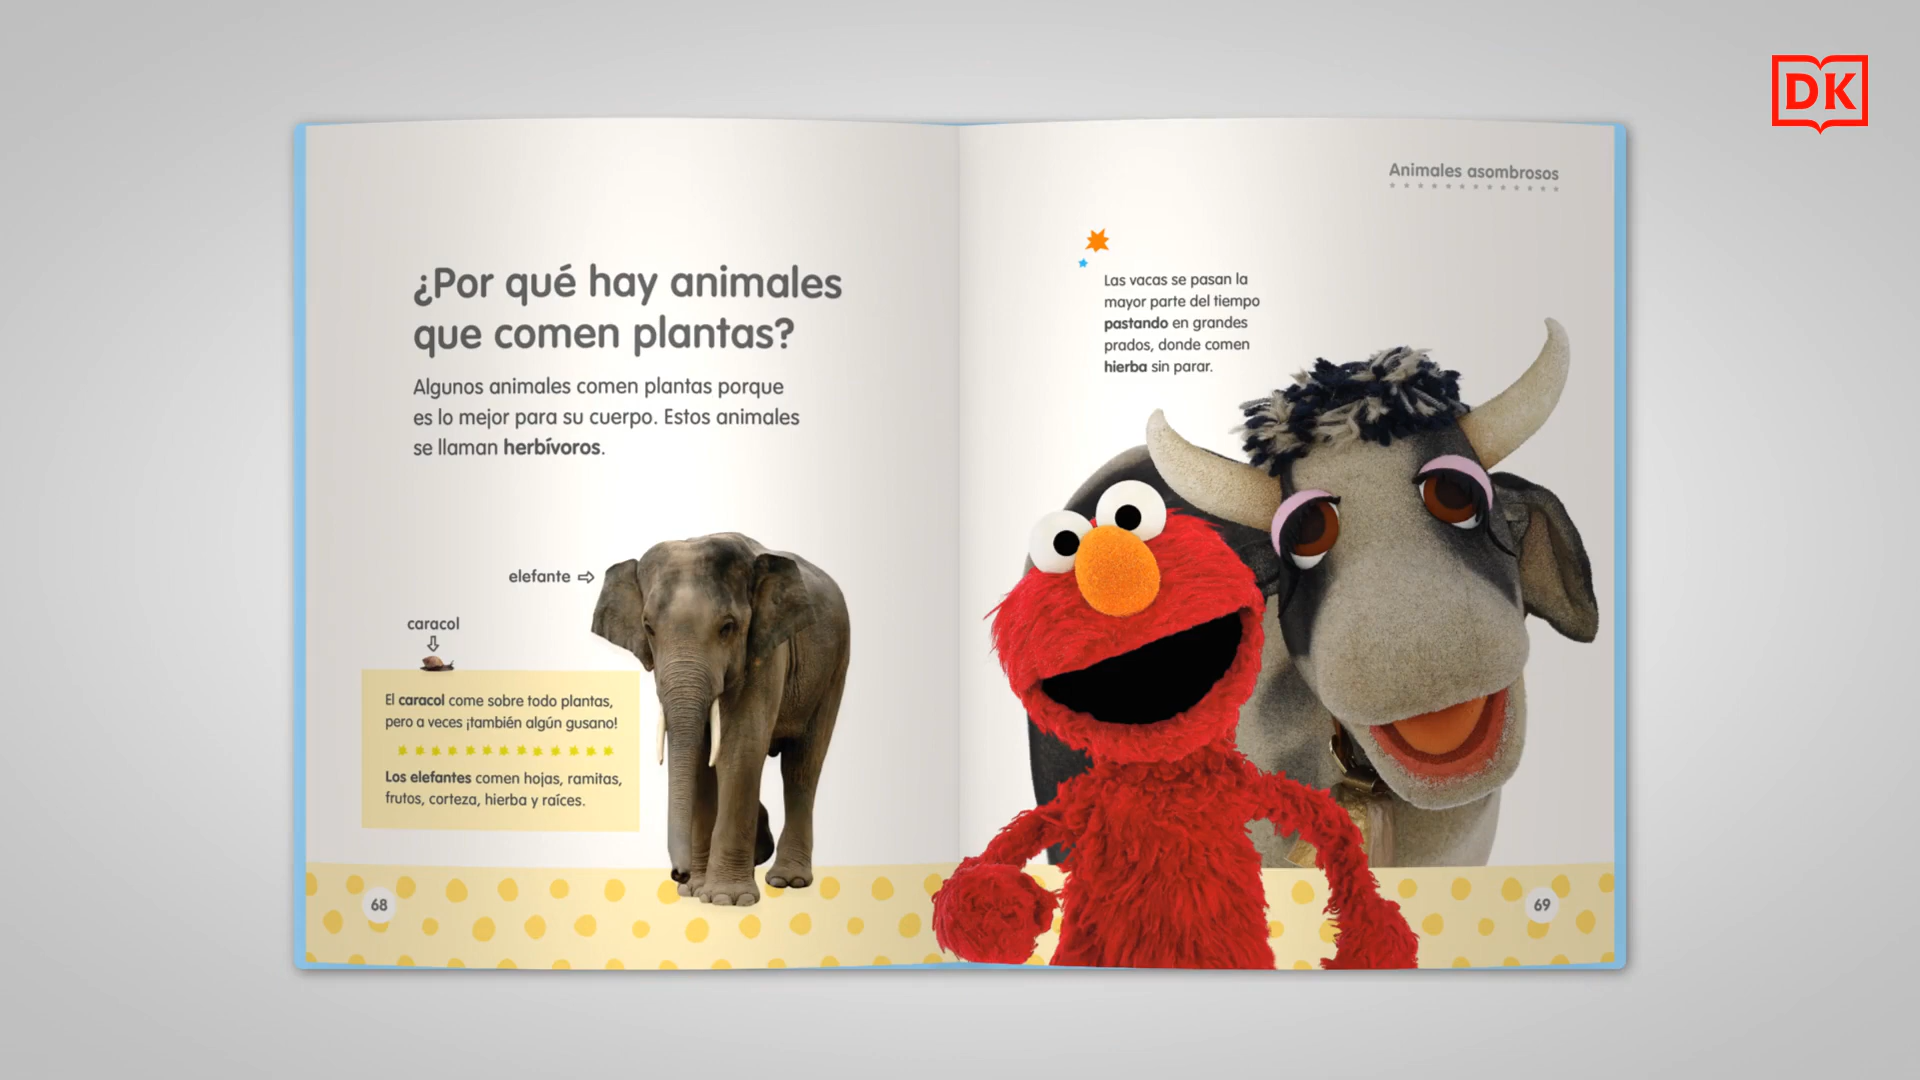 DK
¿Por qué hay animales
que comen plantas?
Algunos animales comen plantas porque
es lo mejor para su cuerpo. Estos animales
se llaman herbívoros.
elefante
caracol
El caracol come sobre todo plantas,
pero a veces ¡también algún gusano!
Los elefantes comen hojas, ramitas,
frutos, corteza, hierba y raíces.
68
Animales asombrosos
Las vacas se pasan la
mayor parte del tiempo
pastando en grandes
prados, donde comen
hierba sin parar.
69